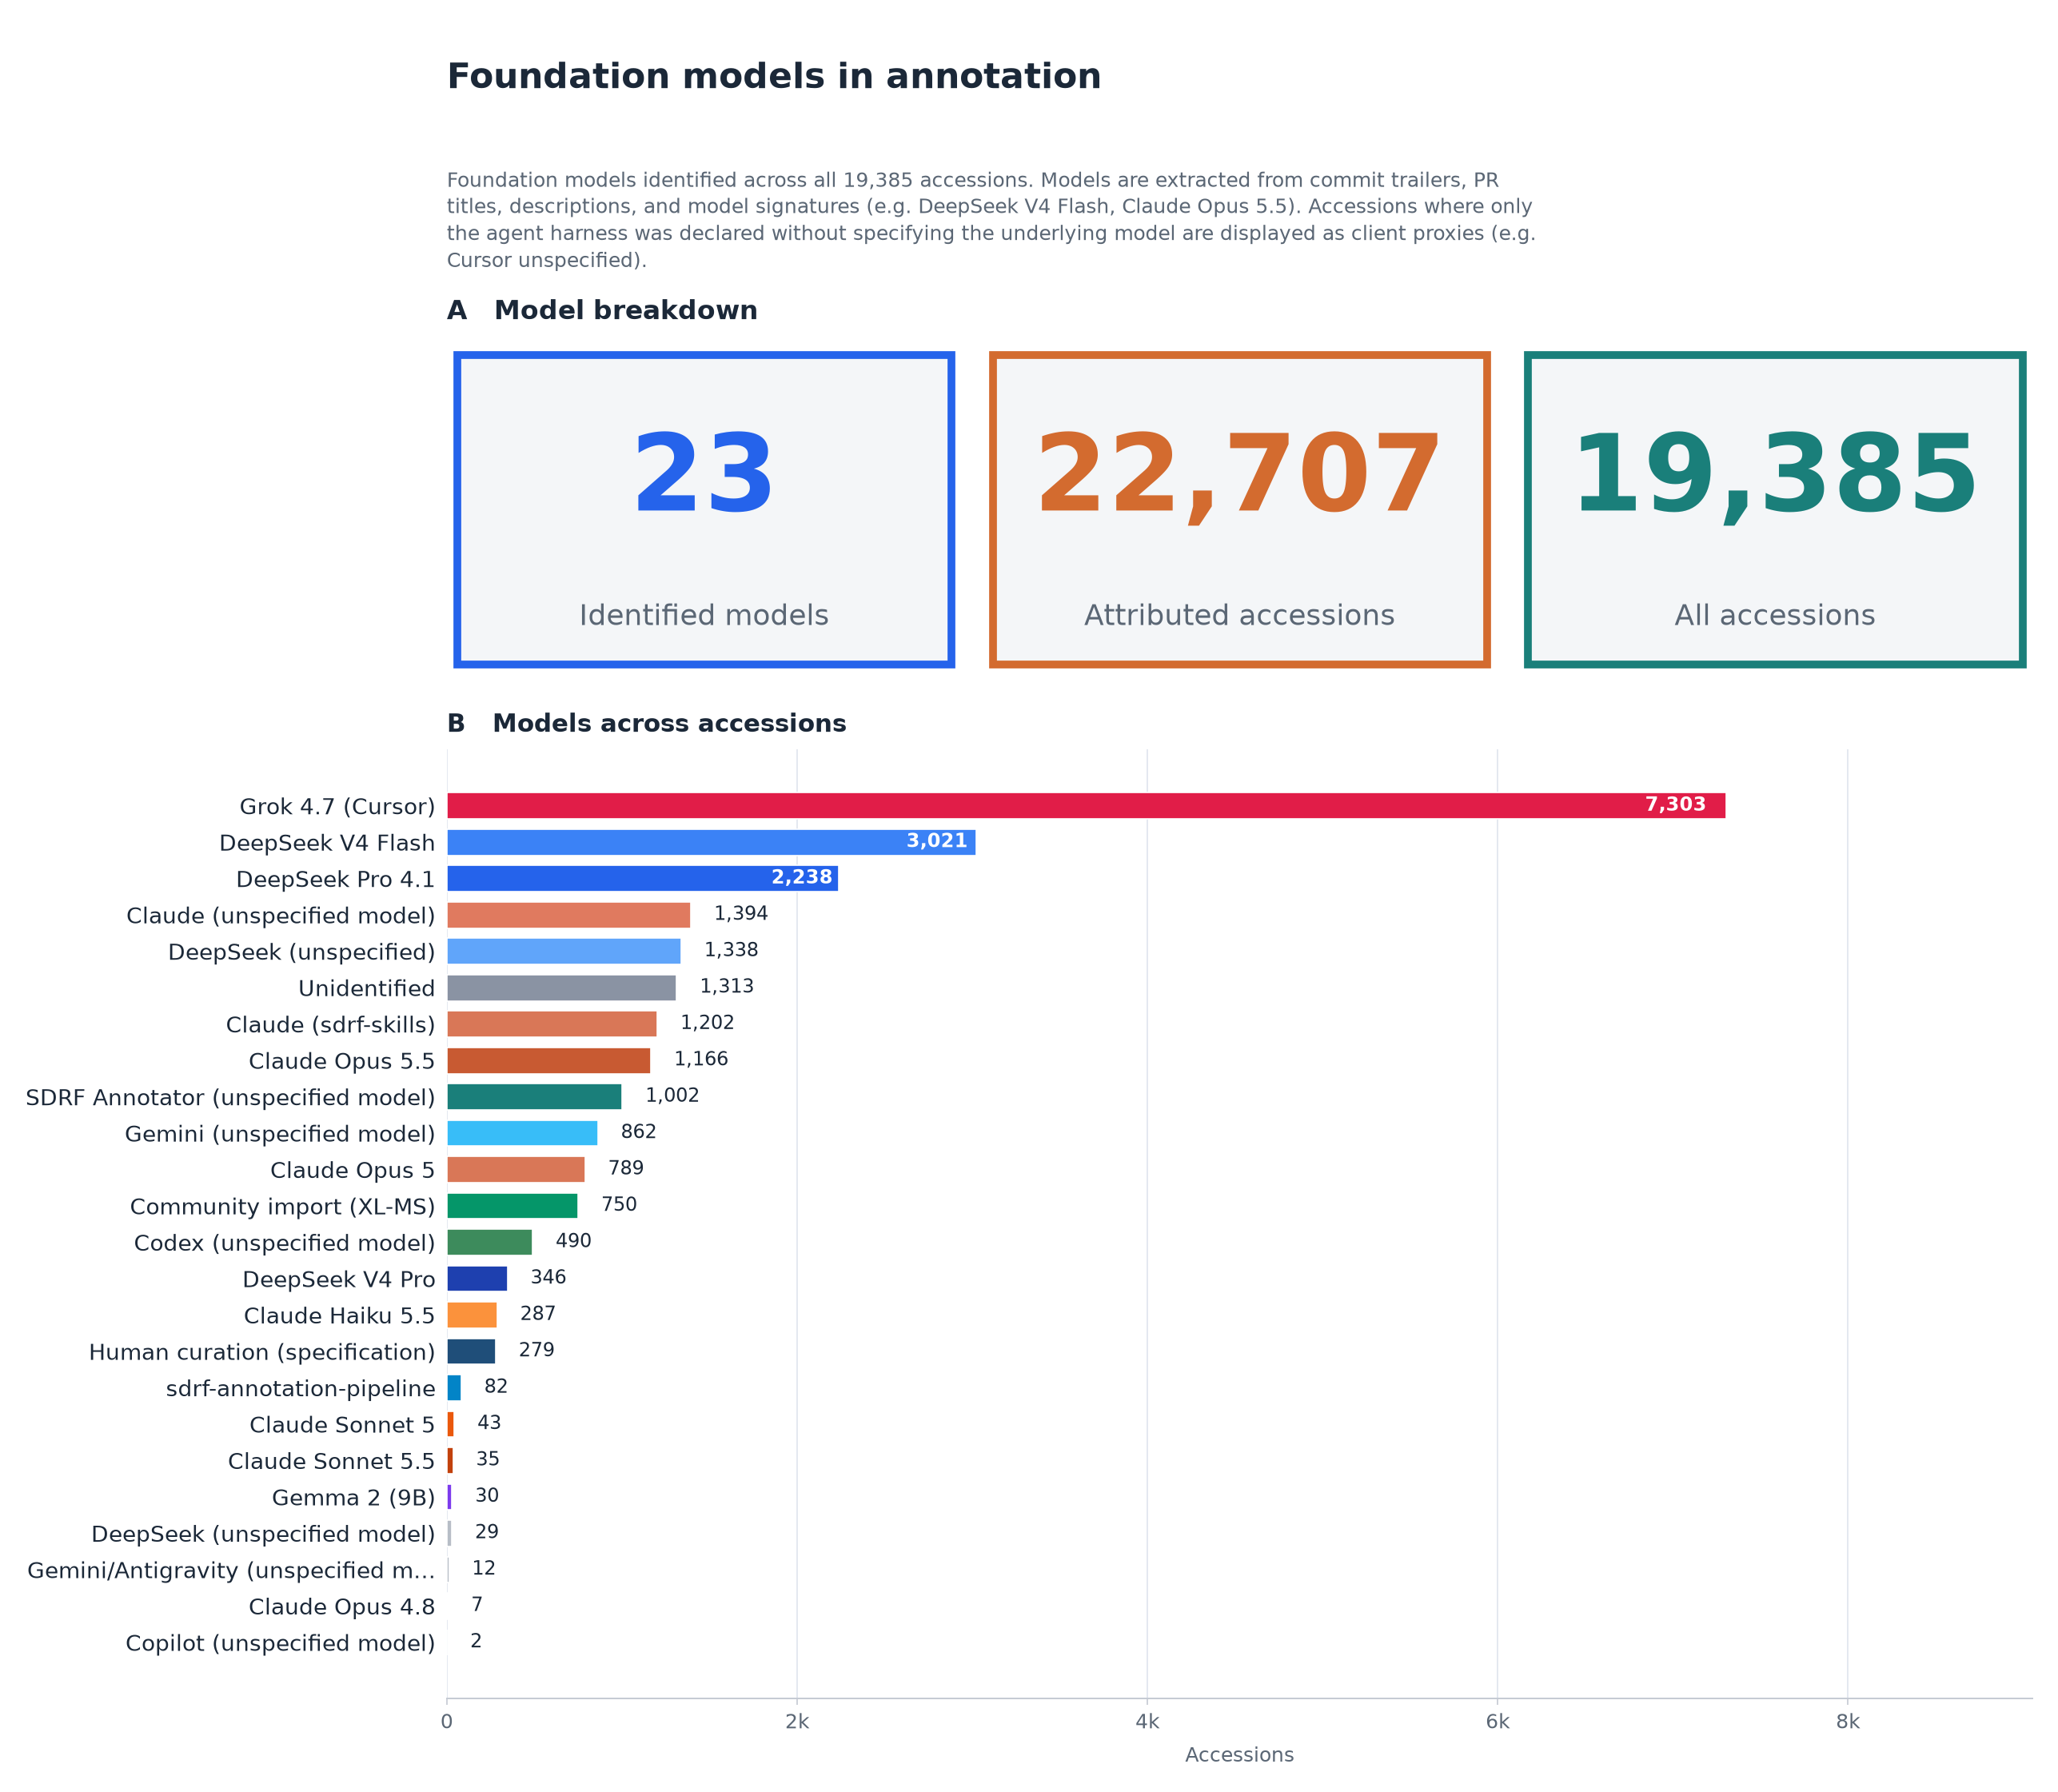 Foundation models in annotation
Foundation models identified across all 19,385 accessions. Models are extracted from commit trailers, PR
titles, descriptions, and model signatures (e.g. DeepSeek V4 Flash, Claude Opus 5.5). Accessions where only
the agent harness was declared without specifying the underlying model are displayed as client proxies (e.g.
Cursor unspecified).
A Model breakdown
23
Identified models
22,707
Attributed accessions
19,385
All accessions
B Models across accessions
Grok 4.7 (Cursor) 7,303
DeepSeek V4 Flash 3,021
DeepSeek Pro 4.1 2,238
Claude (unspecified model) 1,394
DeepSeek (unspecified) 1,338
Unidentified 1,313
Claude (sdrf-skills) 1,202
Claude Opus 5.5 1,166
SDRF Annotator (unspecified model) 1,002
Gemini (unspecified model) 862
Claude Opus 5 789
Community import (XL-MS) 750
Codex (unspecified model) 490
DeepSeek V4 Pro 346
Claude Haiku 5.5 287
Human curation (specification) 279
sdrf-annotation-pipeline 82
Claude Sonnet 5 43
Claude Sonnet 5.5 35
Gemma 2 (9B) 30
DeepSeek (unspecified model) 29
Gemini/Antigravity (unspecified m... 12
Claude Opus 4.8 7
Copilot (unspecified model) 2
0 2k 4k 6k 8k
Accessions